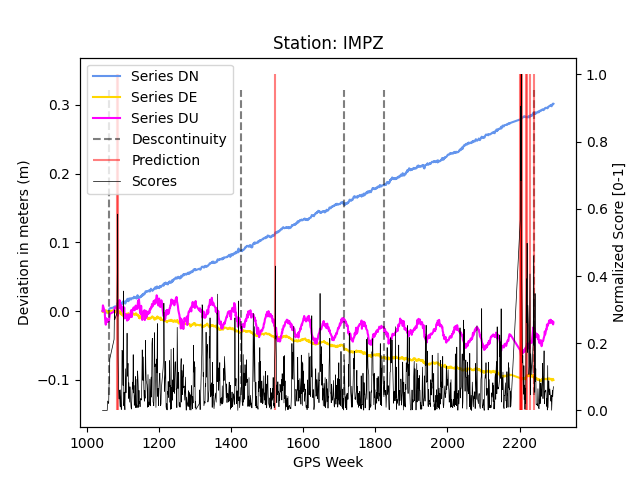 Station: IMPZ
Series DN
Series DE
Series DU
Descontinuity
Prediction
Scores
Deviation in meters (m)
0.3
0.2
0.1
0.0
−0.1
1.0
0.8
0.6
0.4
0.2
0.0
Normalized Score [0-1]
1000 1200 1400 1600 1800 2000 2200
GPS Week